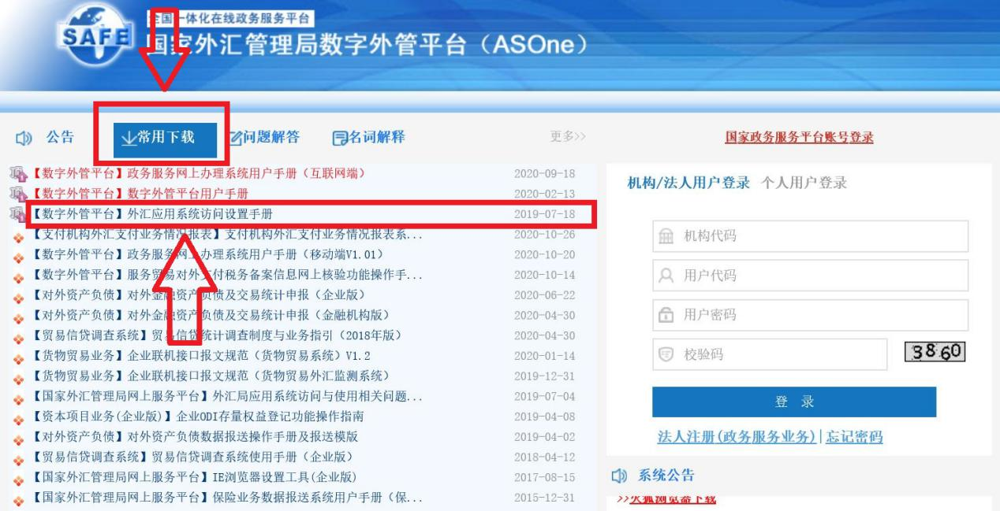 SAFE
全国一体化在线政务服务平台
国家外汇管理局数字外管平台（ASOne）
公告 常用下载 问题解答 名词解释 更多>>
国家政务服务平台账号登录
【数字外管平台】政务服务网上办理系统用户手册（互联网端） 2020-09-18
【数字外管平台】数字外管平台用户手册 2020-02-13
【数字外管平台】外汇应用系统访问设置手册 2019-07-18
【支付机构外汇支付业务情况报表】支付机构外汇支付业务情况报表系... 2020-10-26
【数字外管平台】政务服务网上办理系统用户手册（移动端V1.01） 2020-10-20
【数字外管平台】服务贸易对外支付税务备案信息网上核验功能操作手... 2020-10-14
【对外资产负债】对外金融资产负债及交易统计申报（企业版） 2020-06-22
【对外资产负债】对外金融资产负债及交易统计申报（金融机构版） 2020-04-30
【贸易信贷调查系统】贸易信贷统计调查制度与业务指引（2018年版） 2020-04-30
【货物贸易业务】企业联机接口报文规范（货物贸易系统）V1.2 2020-01-14
【货物贸易业务】企业联机接口报文规范（货物贸易外汇监测系统） 2019-12-31
【国家外汇管理局网上服务平台】外汇局应用系统访问与使用相关问题... 2019-07-04
【资本项目业务(企业版)】企业ODI存量权益登记功能操作指南 2019-04-08
【对外资产负债】对外资产负债数据报送操作手册及报送模版 2019-04-02
【贸易信贷调查系统】贸易信贷调查系统使用手册（企业版） 2018-04-12
【国家外汇管理局网上服务平台】IE浏览器设置工具(企业版) 2017-08-15
【国家外汇管理局网上服务平台】保险业务数据报送系统用户手册（保... 2015-12-31
机构/法人用户登录 个人用户登录
机构代码
用户代码
用户密码
校验码 3860
登 录
法人注册(政务服务业务)|忘记密码
系统公告
>>火狐浏览器下载